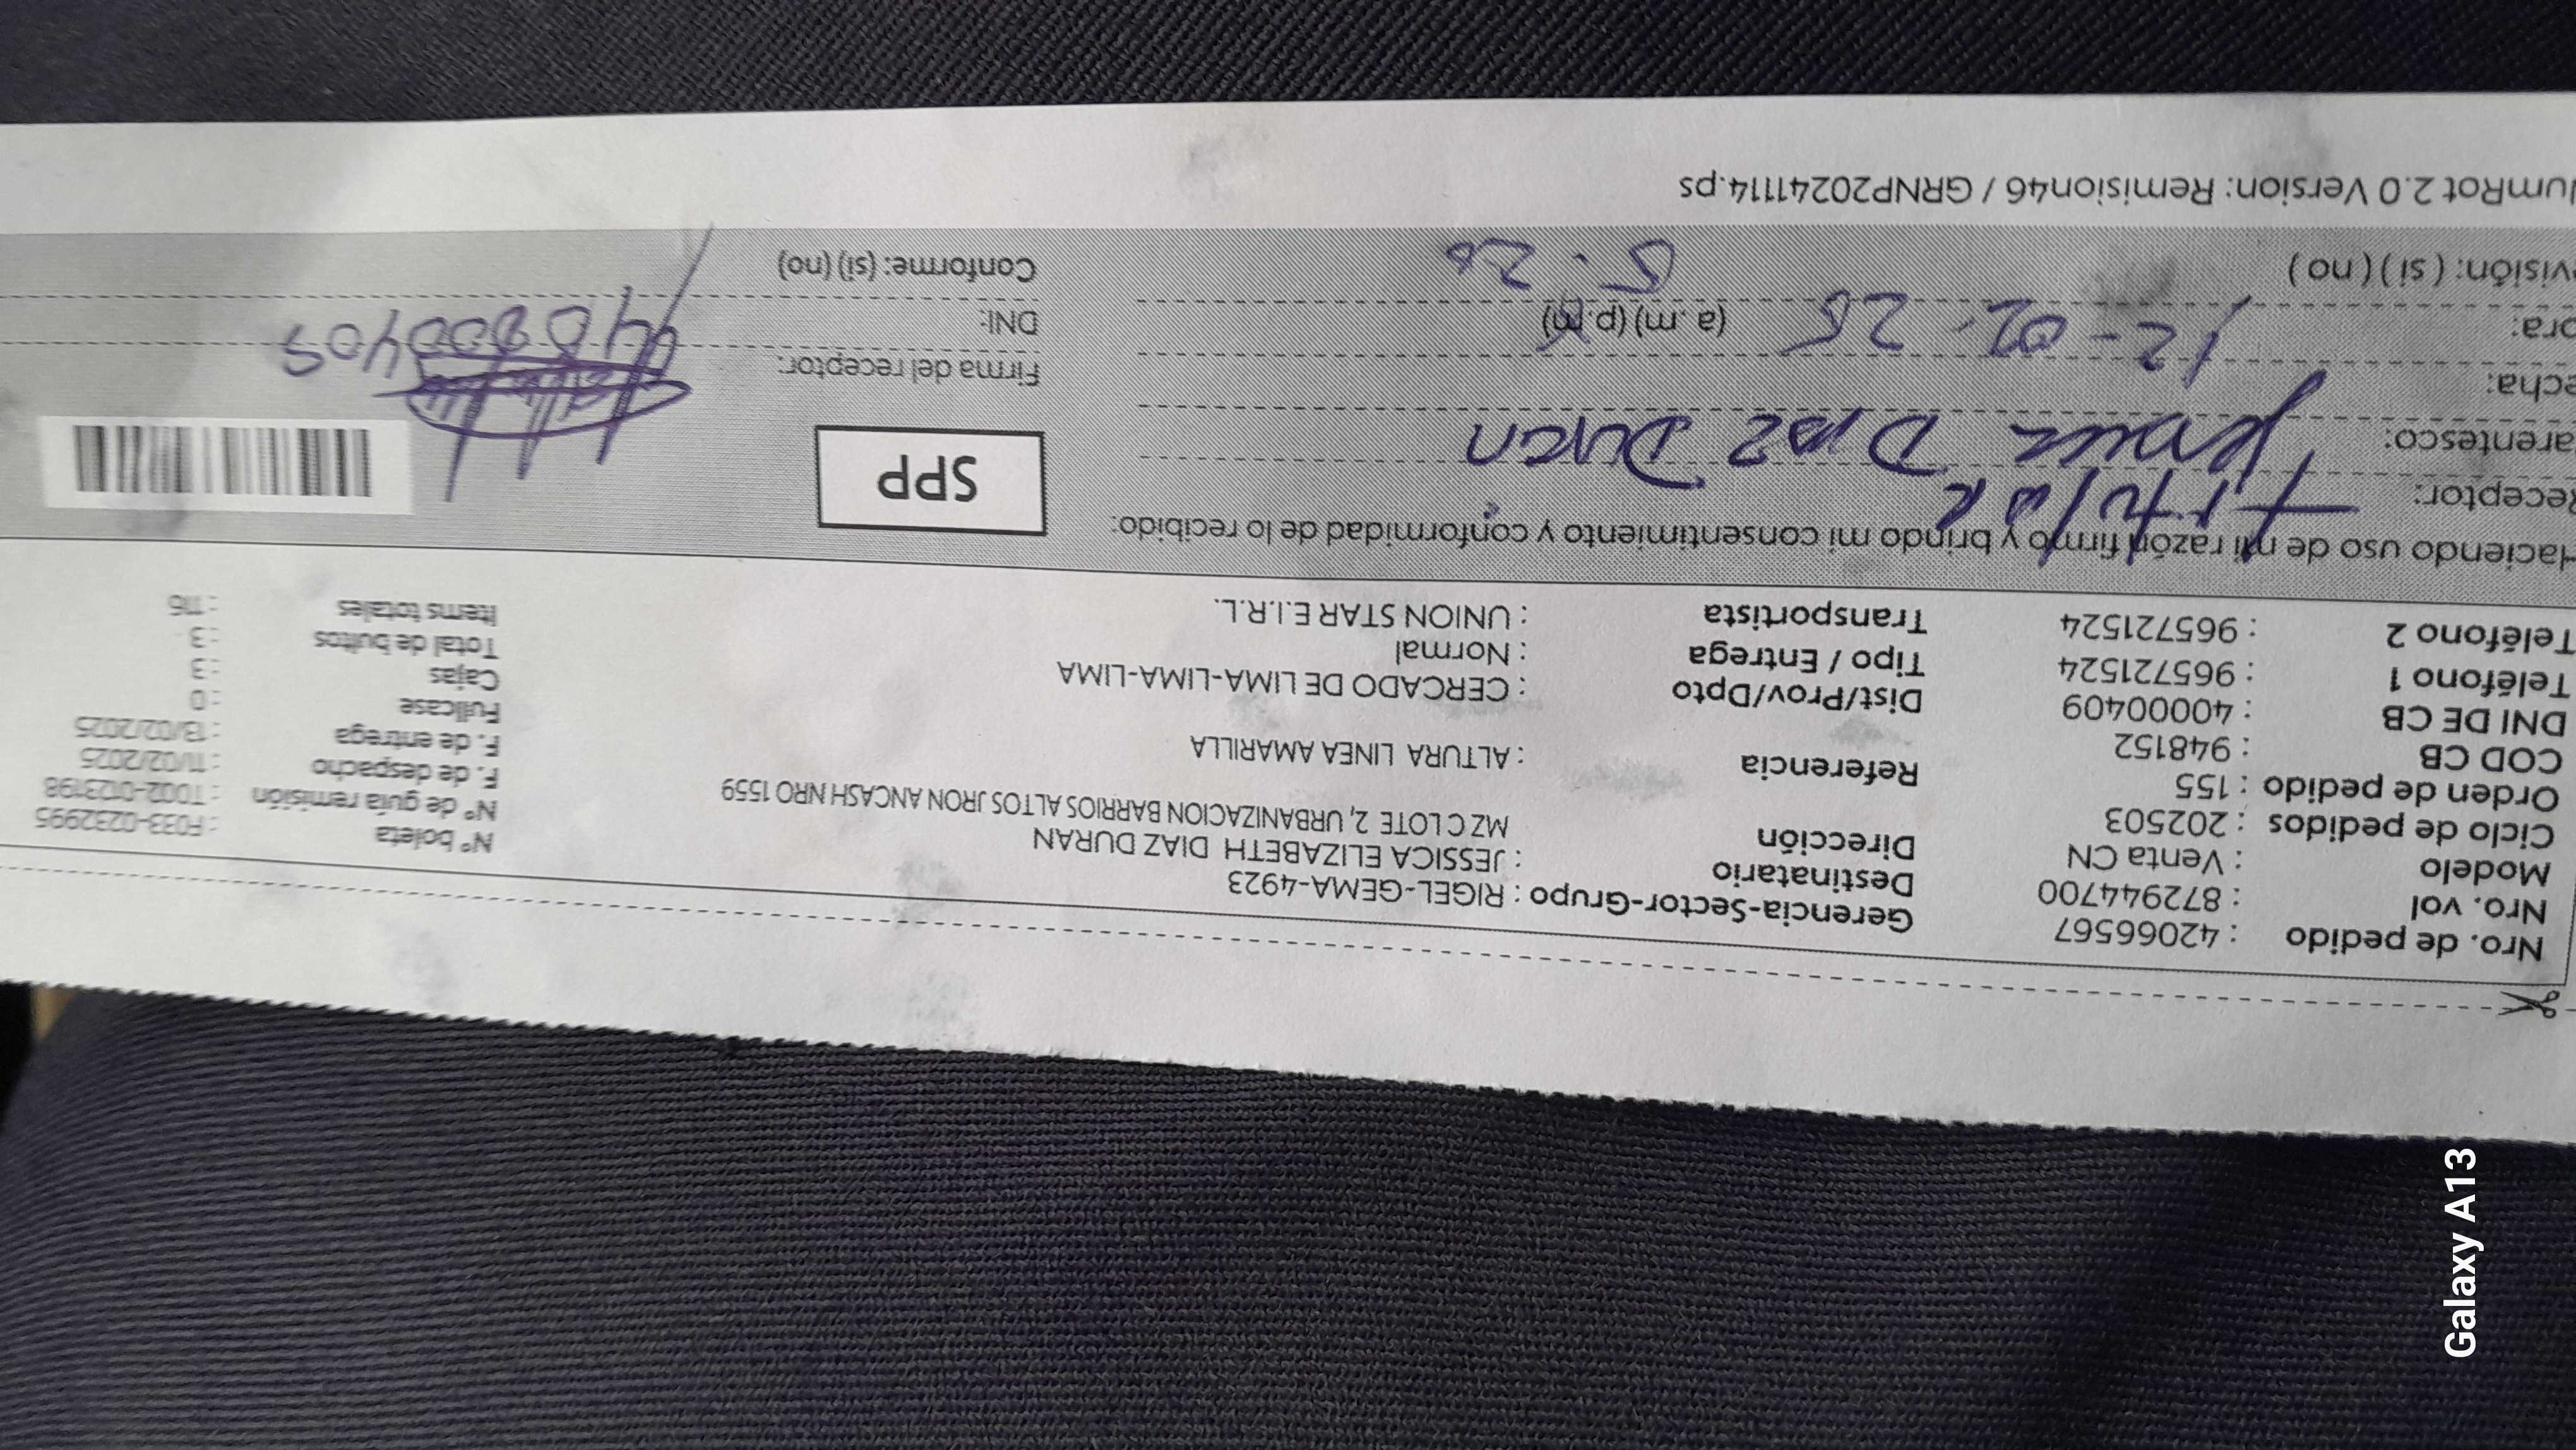 Nro. de pedido : 42066567
Nro. vol : 872944700
Modelo : Venta CN
Ciclo de pedidos : 202503
Orden de pedido : 155
COD CB : 948152
DNI DE CB : 40000409
Teléfono 1 : 965721524
Teléfono 2 : 965721524
Gerencia-Sector-Grupo : RIGEL-GEMA-4923
Destinatario : JESSICA ELIZABETH DIAZ DURAN
Dirección
MZ C LOTE 2, URBANIZACION BARRIOS ALTOS JRON ANCASH NRO 1559
Referencia : ALTURA LINEA AMARILLA
Dist/Prov/Dpto : CERCADO DE LIMA-LIMA-LIMA
Tipo / Entrega : Normal
Transportista : UNION STAR E.I.R.L.
N° boleta : F033-0232995
N° de guía remisión : T002-0123198
F. de despacho : 11/02/2025
F. de entrega : 13/02/2025
Fullcase : 0
Cajas : 3
Total de bultos : 3
Items totales : 116
Haciendo uso de mi razón firmo y brindo mi consentimiento y conformidad de lo recibido:
Receptor:
arentesco: Diaz Duran
echa: 12-02-25
ora: (a.m) (p.m) 5.20
visión: ( si ) ( no )
SPP
Firma del receptor:
DNI:
Conforme: (si) (no)
umRot 2.0 Version: Remision46 / GRNP20241114.ps
Galaxy A13